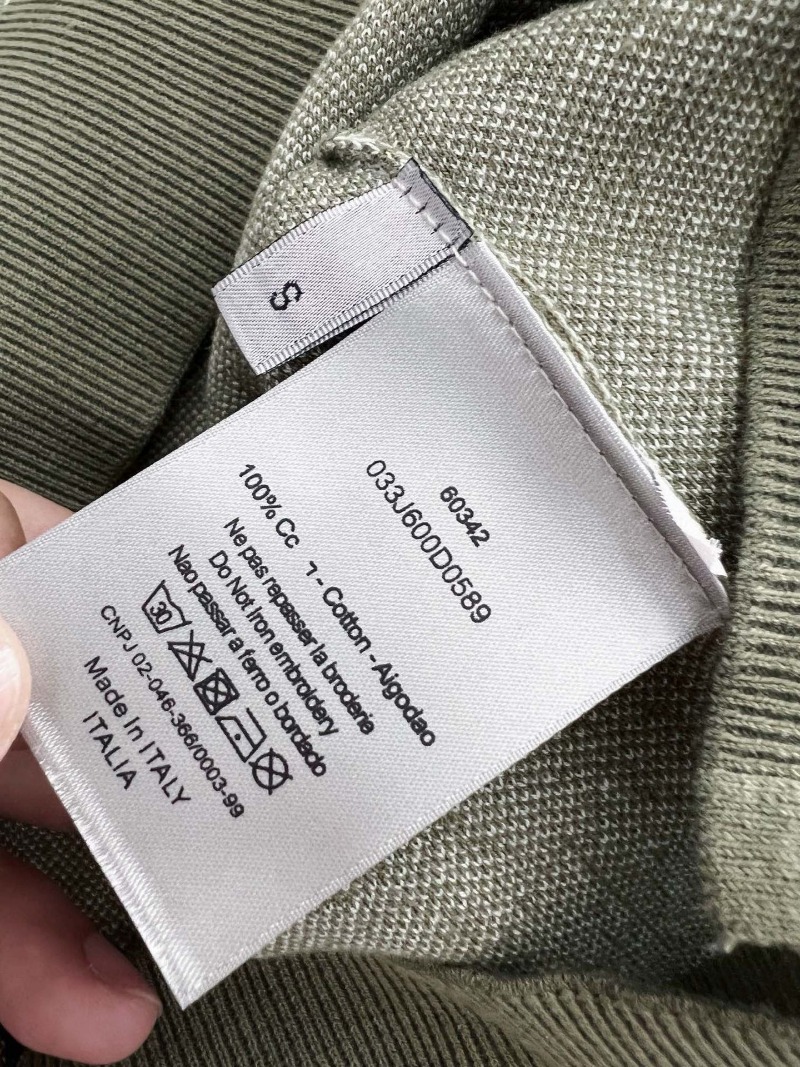 S
60342
033J600D0589
100% Cc ר - Cotton - Algodao
Ne pas repasser la broderie
Do Not Iron embroidery
Nao passar a ferro o bordado
30
CNPJ 02-046-366/0003-99
Made In ITALY
ITALIA